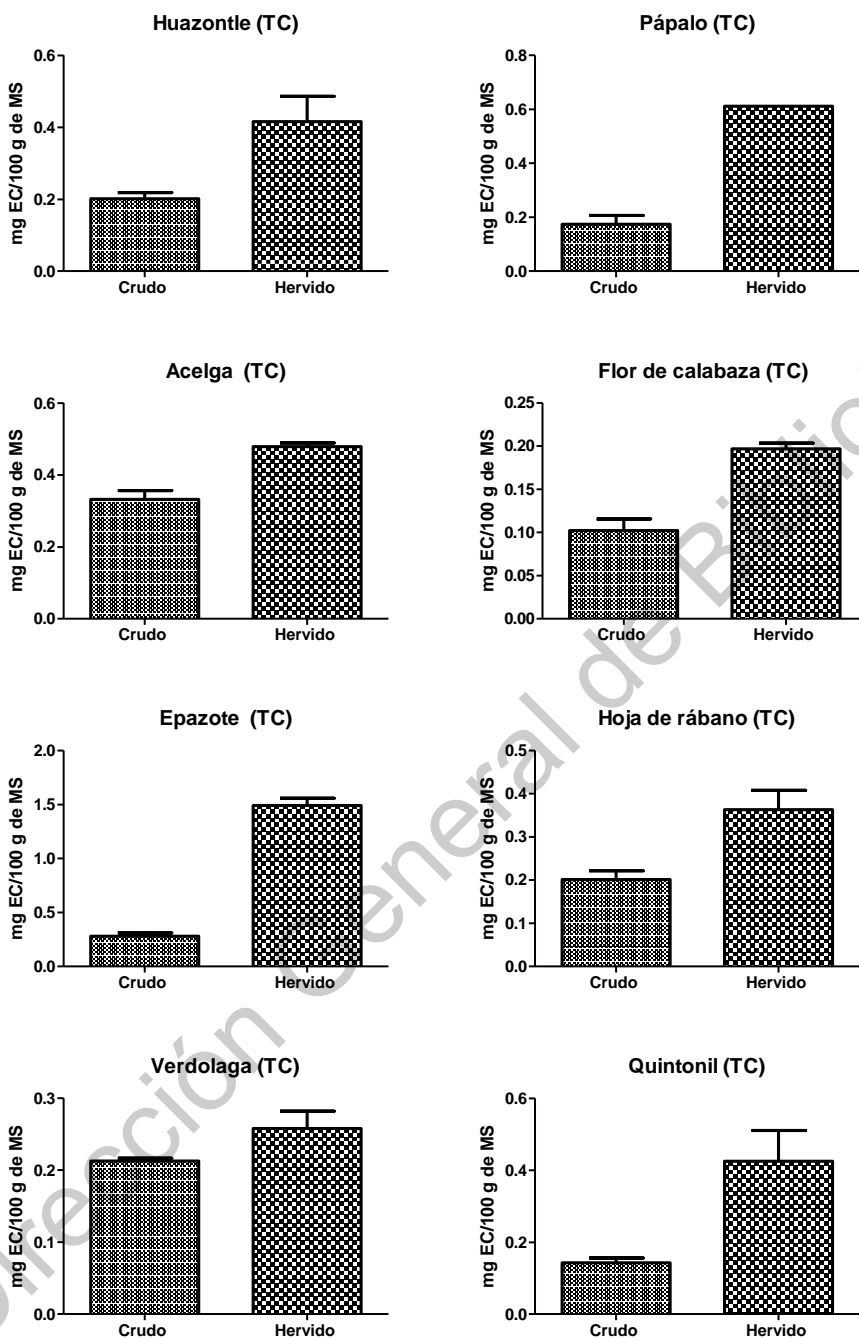 Huazontle (TC)
mg EC/100 g de MS
0.6
0.4
0.2
0.0
Crudo Hervido
Pápalo (TC)
mg EC/100 g de MS
0.8
0.6
0.4
0.2
0.0
Crudo Hervido
Acelga (TC)
mg EC/100 g de MS
0.6
0.4
0.2
0.0
Crudo Hervido
Flor de calabaza (TC)
mg EC/100 g de MS
0.25
0.20
0.15
0.10
0.05
0.00
Crudo Hervido
Epazote (TC)
mg EC/100 g de MS
2.0
1.5
1.0
0.5
0.0
Crudo Hervido
Hoja de rábano (TC)
mg EC/100 g de MS
0.5
0.4
0.3
0.2
0.1
0.0
Crudo Hervido
Verdolaga (TC)
mg EC/100 g de MS
0.3
0.2
0.1
0.0
Crudo Hervido
Quintonil (TC)
mg EC/100 g de MS
0.6
0.4
0.2
0.0
Crudo Hervido
Dirección General de